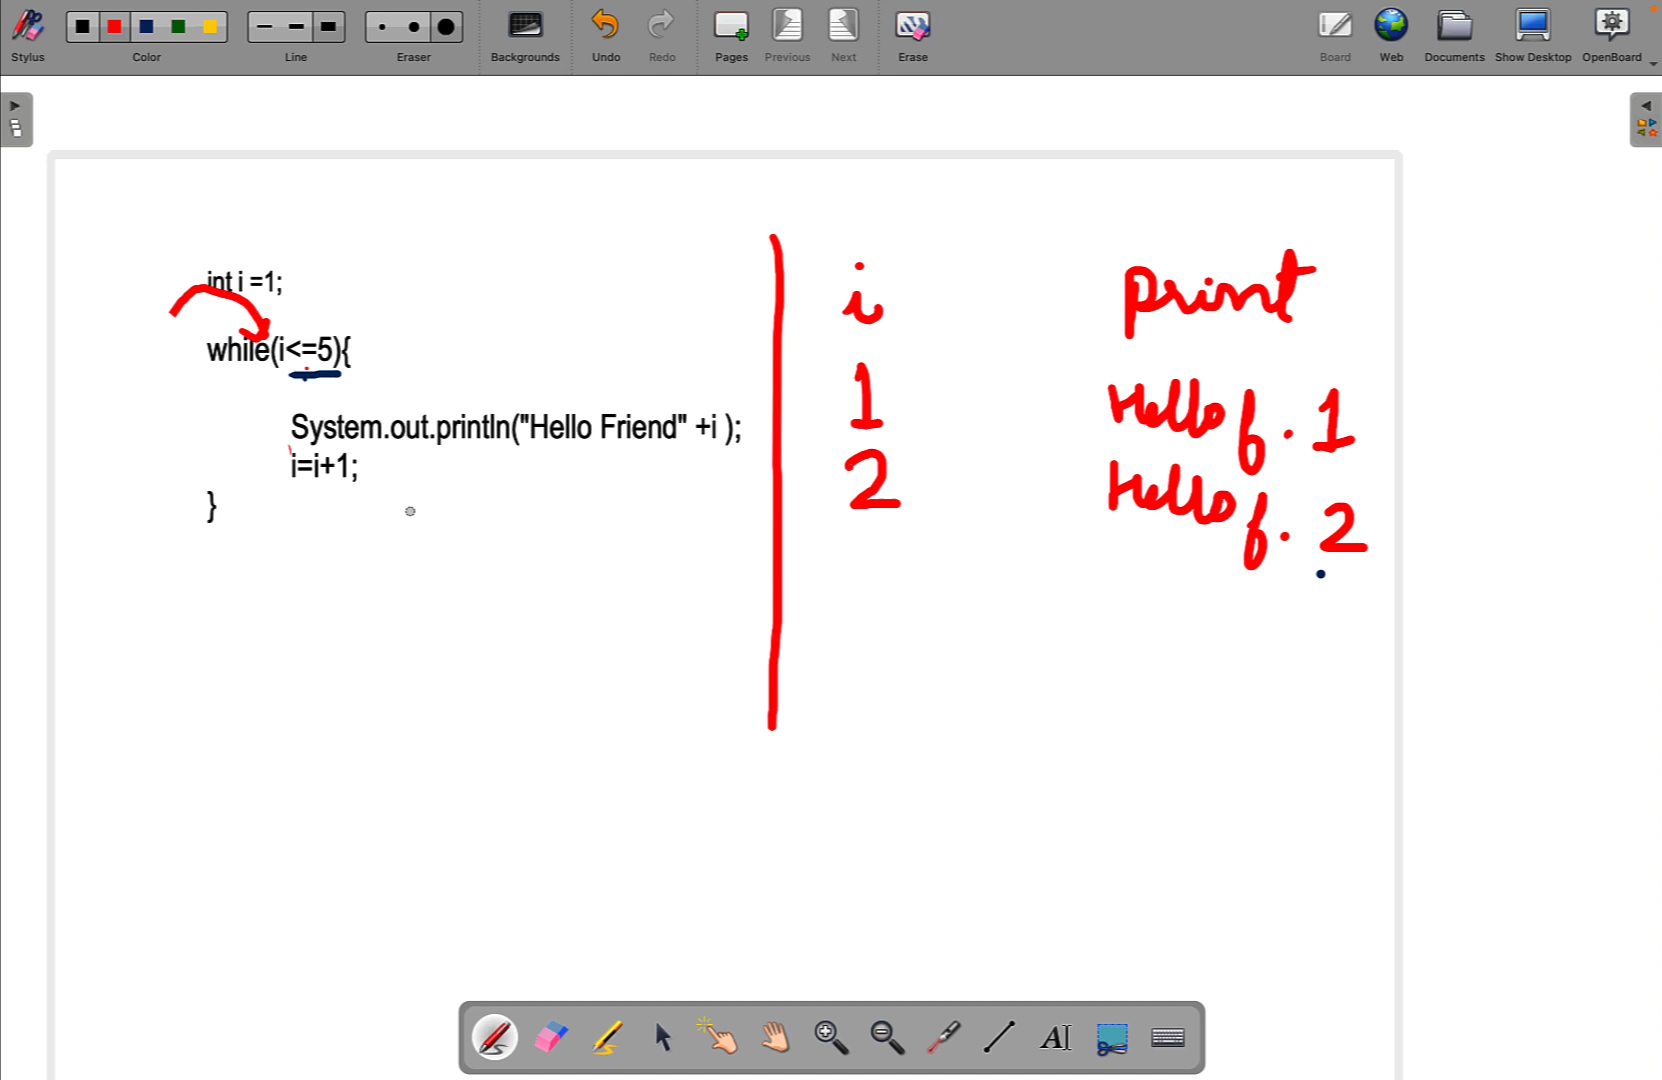 Stylus Color Line Eraser Backgrounds Undo Redo Pages Previous Next Erase Board Web Documents Show Desktop OpenBoard
int i =1;
while(i<=5){
System.out.println("Hello Friend" +i );
i=i+1;
}
i print
1 Hello f. 1
2 Hello f. 2